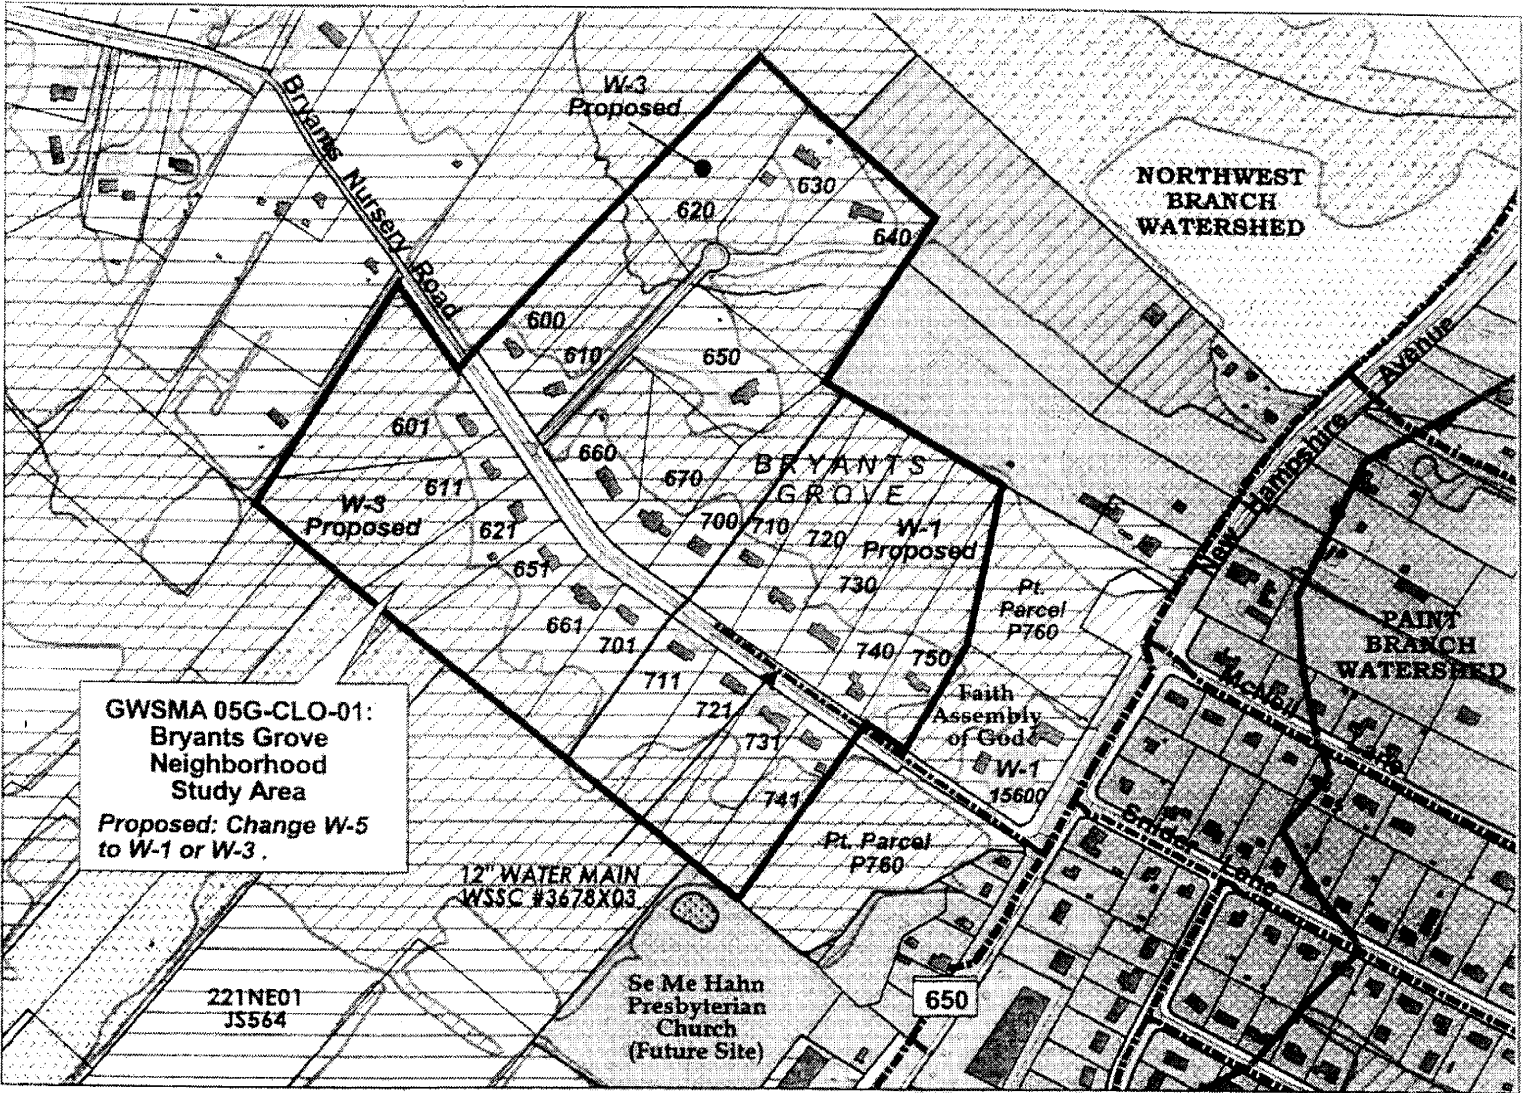 Bryants Nursery Road
W-3
Proposed
630
620
640
NORTHWEST
BRANCH
WATERSHED
600
610
650
New Hampshire Avenue
601
660
670
BRYANTS
GROVE
611
W-3
Proposed
621
700
710
720
W-1
Proposed
651
730
Pt.
Parcel
P760
661
701
740
750
PAINT
BRANCH
WATERSHED
711
721
Faith
Assembly
of God
McNeil Lane
731
W-1
15600
741
Snider Lane
Pt. Parcel
P760
GWSMA 05G-CLO-01:
Bryants Grove
Neighborhood
Study Area
Proposed: Change W-5
to W-1 or W-3.
12" WATER MAIN
WSSC #3678X03
221NE01
JS564
Se Me Hahn
Presbyterian
Church
(Future Site)
650